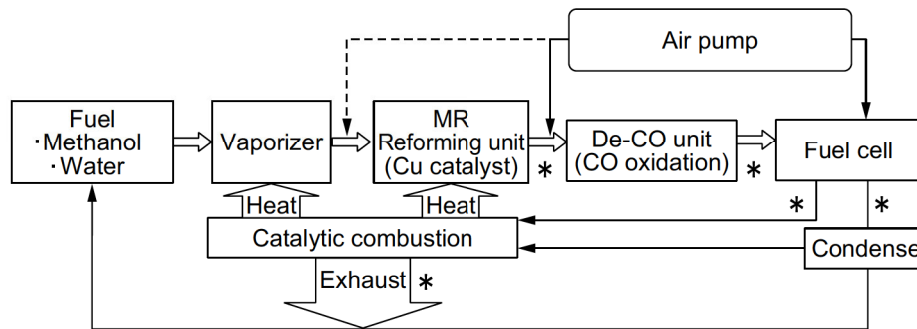 Air pump
Fuel
·Methanol
·Water
Vaporizer
MR
Reforming unit
(Cu catalyst)
*
De-CO unit
(CO oxidation)
*
Fuel cell
*
*
Heat
Heat
Catalytic combustion
Condense
Exhaust
*